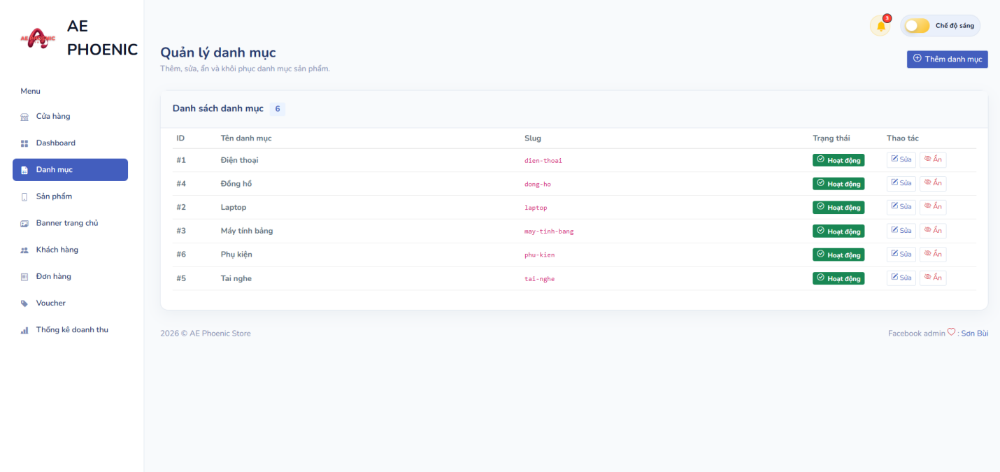 AE PHOENIC
AE
PHOENIC
3
Chế độ sáng
Quản lý danh mục
Thêm, sửa, ẩn và khôi phục danh mục sản phẩm.
Thêm danh mục
Menu
Cửa hàng
Dashboard
Danh mục
Sản phẩm
Banner trang chủ
Khách hàng
Đơn hàng
Voucher
Thống kê doanh thu
Danh sách danh mục 6
ID Tên danh mục Slug Trạng thái Thao tác
#1 Điện thoại dien-thoai Hoạt động Sửa Ẩn
#4 Đồng hồ dong-ho Hoạt động Sửa Ẩn
#2 Laptop laptop Hoạt động Sửa Ẩn
#3 Máy tính bảng may-tinh-bang Hoạt động Sửa Ẩn
#6 Phụ kiện phu-kien Hoạt động Sửa Ẩn
#5 Tai nghe tai-nghe Hoạt động Sửa Ẩn
2026 © AE Phoenic Store
Facebook admin ♡ : Sơn Bùi